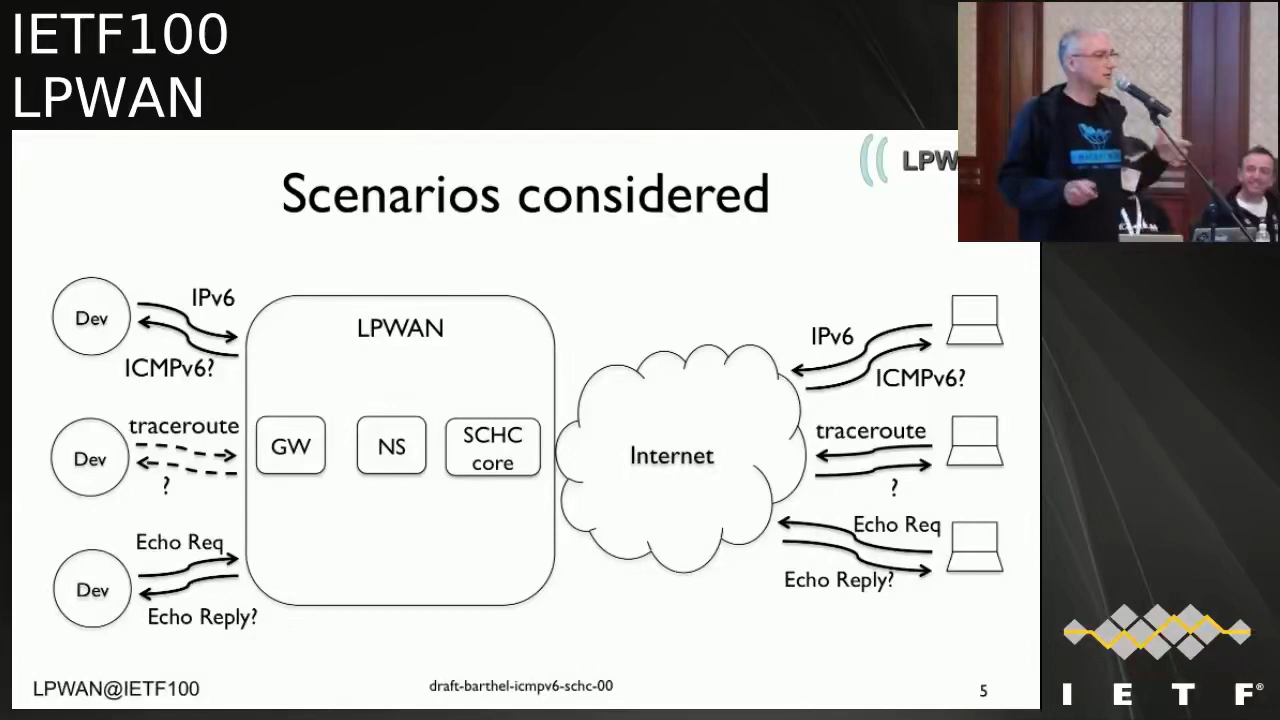 IETF100
LPWAN
LPW
Scenarios considered
Dev
IPv6
ICMPv6?
LPWAN
IPv6
ICMPv6?
Dev
traceroute
?
GW
NS
SCHC
core
Internet
traceroute
?
Dev
Echo Req
Echo Reply?
Echo Req
Echo Reply?
LPWAN@IETF100
draft-barthel-icmpv6-schc-00
5
I E T F®